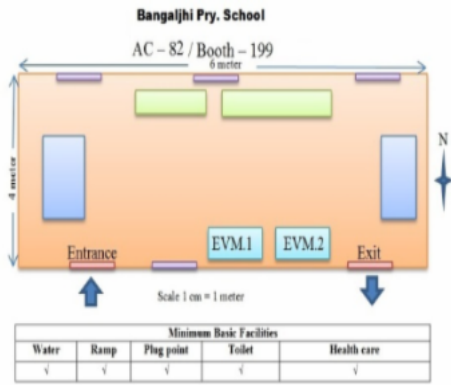 Bangaljhi Pry. School
AC – 82 / Booth – 199
6 meter
4 meter
N
EVM.1 EVM.2
Entrance Exit
Scale 1 cm = 1 meter
Minimum Basic Facilities
Water Ramp Plug point Toilet Health care
√ √ √ √ √